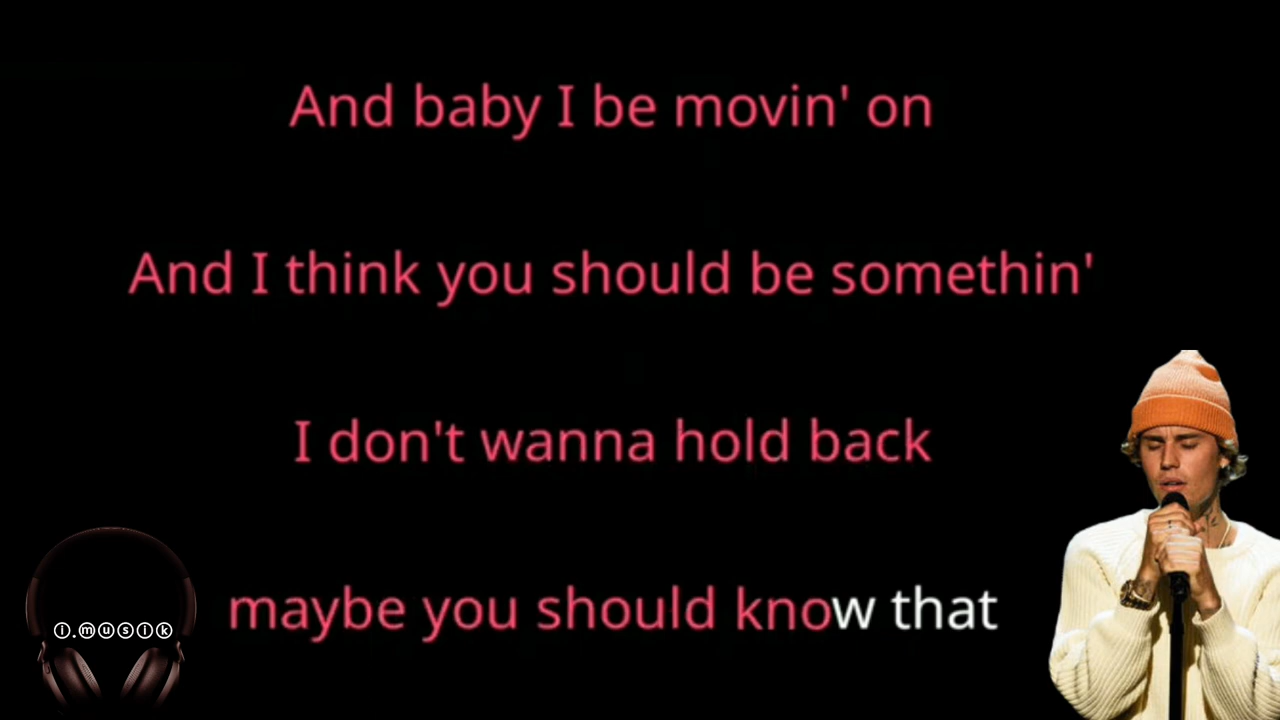 And baby I be movin' on
And I think you should be somethin'
I don't wanna hold back
maybe you should know that
i.musik